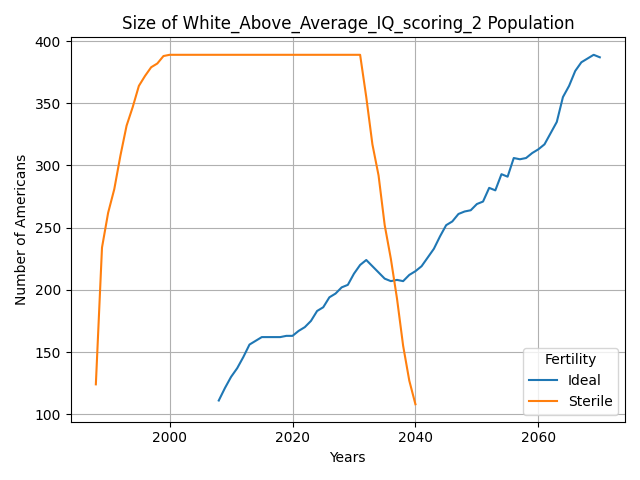 Size of White_Above_Average_IQ_scoring_2 Population
Number of Americans
400
350
300
250
200
150
100
2000
2020
2040
2060
Years
Fertility
Ideal
Sterile